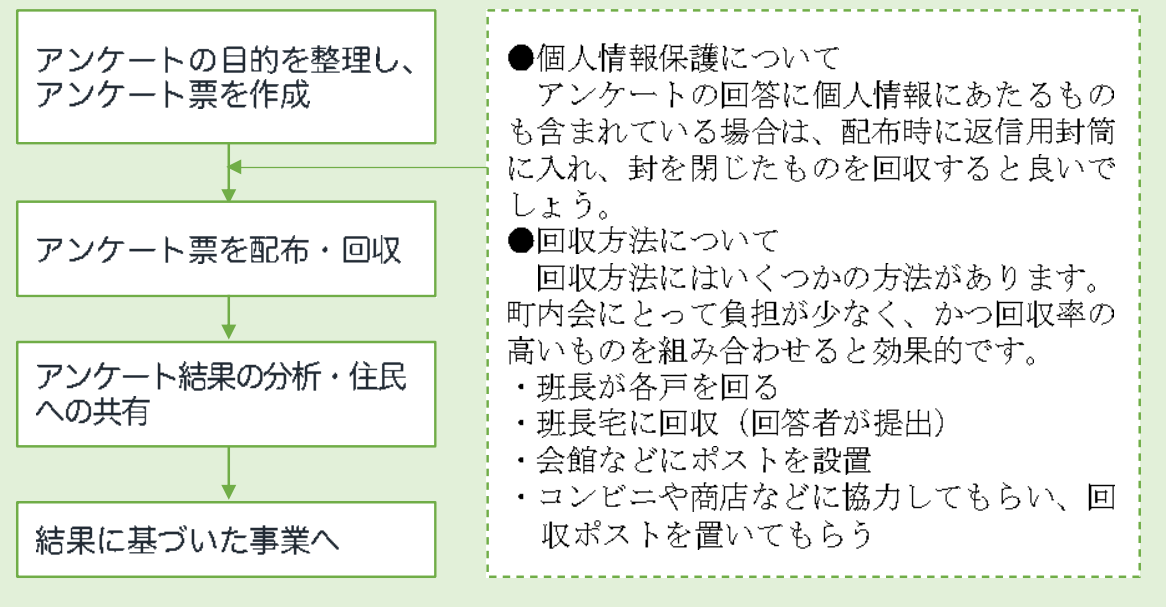 アンケートの目的を整理し、
アンケート票を作成
アンケート票を配布・回収
アンケート結果の分析・住民
への共有
結果に基づいた事業へ
●個人情報保護について
　アンケートの回答に個人情報にあたるもの
も含まれている場合は、配布時に返信用封筒
に入れ、封を閉じたものを回収すると良いで
しょう。
●回収方法について
　回収方法にはいくつかの方法があります。
町内会にとって負担が少なく、かつ回収率の
高いものを組み合わせると効果的です。
・班長が各戸を回る
・班長宅に回収（回答者が提出）
・会館などにポストを設置
・コンビニや商店などに協力してもらい、回
収ポストを置いてもらう